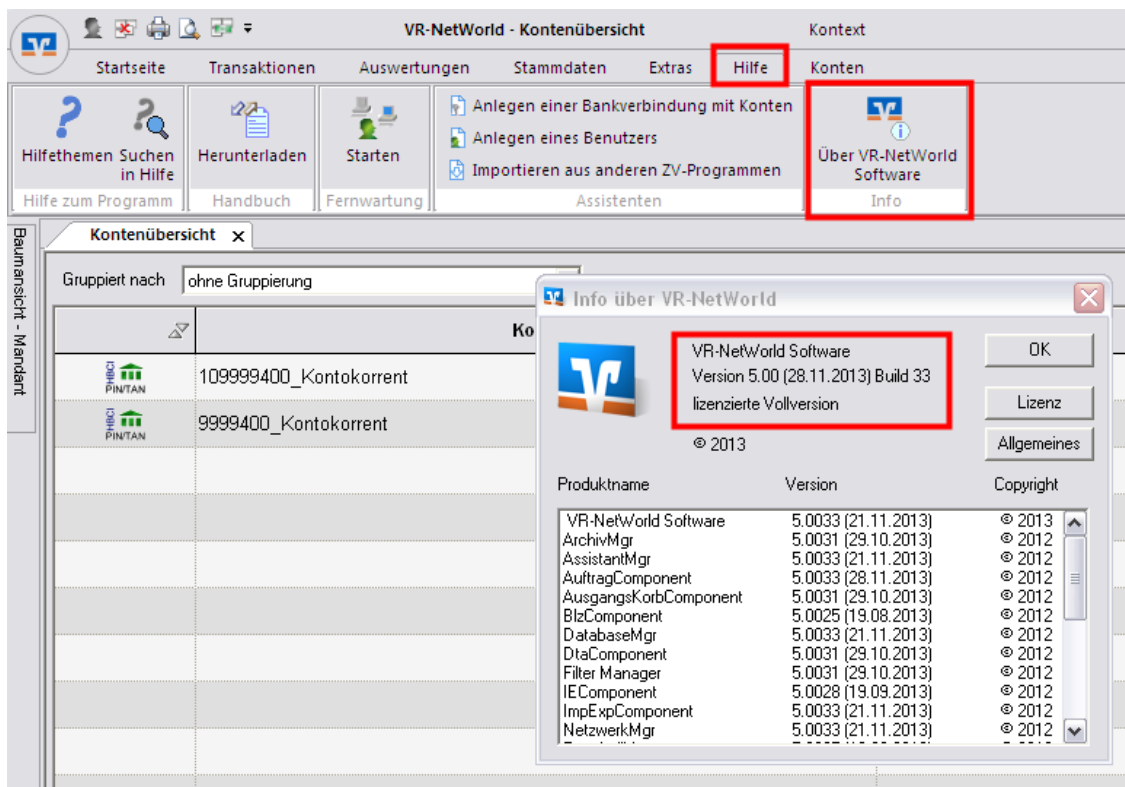 VR-NetWorld - Kontenübersicht
Kontext
Startseite
Transaktionen
Auswertungen
Stammdaten
Extras
Hilfe
Konten
Hilfethemen
Suchen in Hilfe
Hilfe zum Programm
Herunterladen
Handbuch
Starten
Fernwartung
Anlegen einer Bankverbindung mit Konten
Anlegen eines Benutzers
Importieren aus anderen ZV-Programmen
Assistenten
Über VR-NetWorld
Software
Info
Baumansicht - Mandant
Kontenübersicht x
Gruppiert nach ohne Gruppierung
Ko
HBCI PIN/TAN 109999400_Kontokorrent
HBCI PIN/TAN 9999400_Kontokorrent
Info über VR-NetWorld
VR-NetWorld Software
Version 5.00 (28.11.2013) Build 33
lizenzierte Vollversion
© 2013
OK
Lizenz
Allgemeines
Produktname Version Copyright
VR-NetWorld Software 5.0033 (21.11.2013) © 2013
ArchivMgr 5.0031 (29.10.2013) © 2012
AssistantMgr 5.0033 (21.11.2013) © 2012
AuftragComponent 5.0033 (28.11.2013) © 2012
AusgangsKorbComponent 5.0031 (29.10.2013) © 2012
BlzComponent 5.0025 (19.08.2013) © 2012
DatabaseMgr 5.0033 (21.11.2013) © 2012
DtaComponent 5.0031 (29.10.2013) © 2012
Filter Manager 5.0031 (29.10.2013) © 2012
IEComponent 5.0028 (19.09.2013) © 2012
ImpExpComponent 5.0033 (21.11.2013) © 2012
NetzwerkMgr 5.0033 (21.11.2013) © 2012